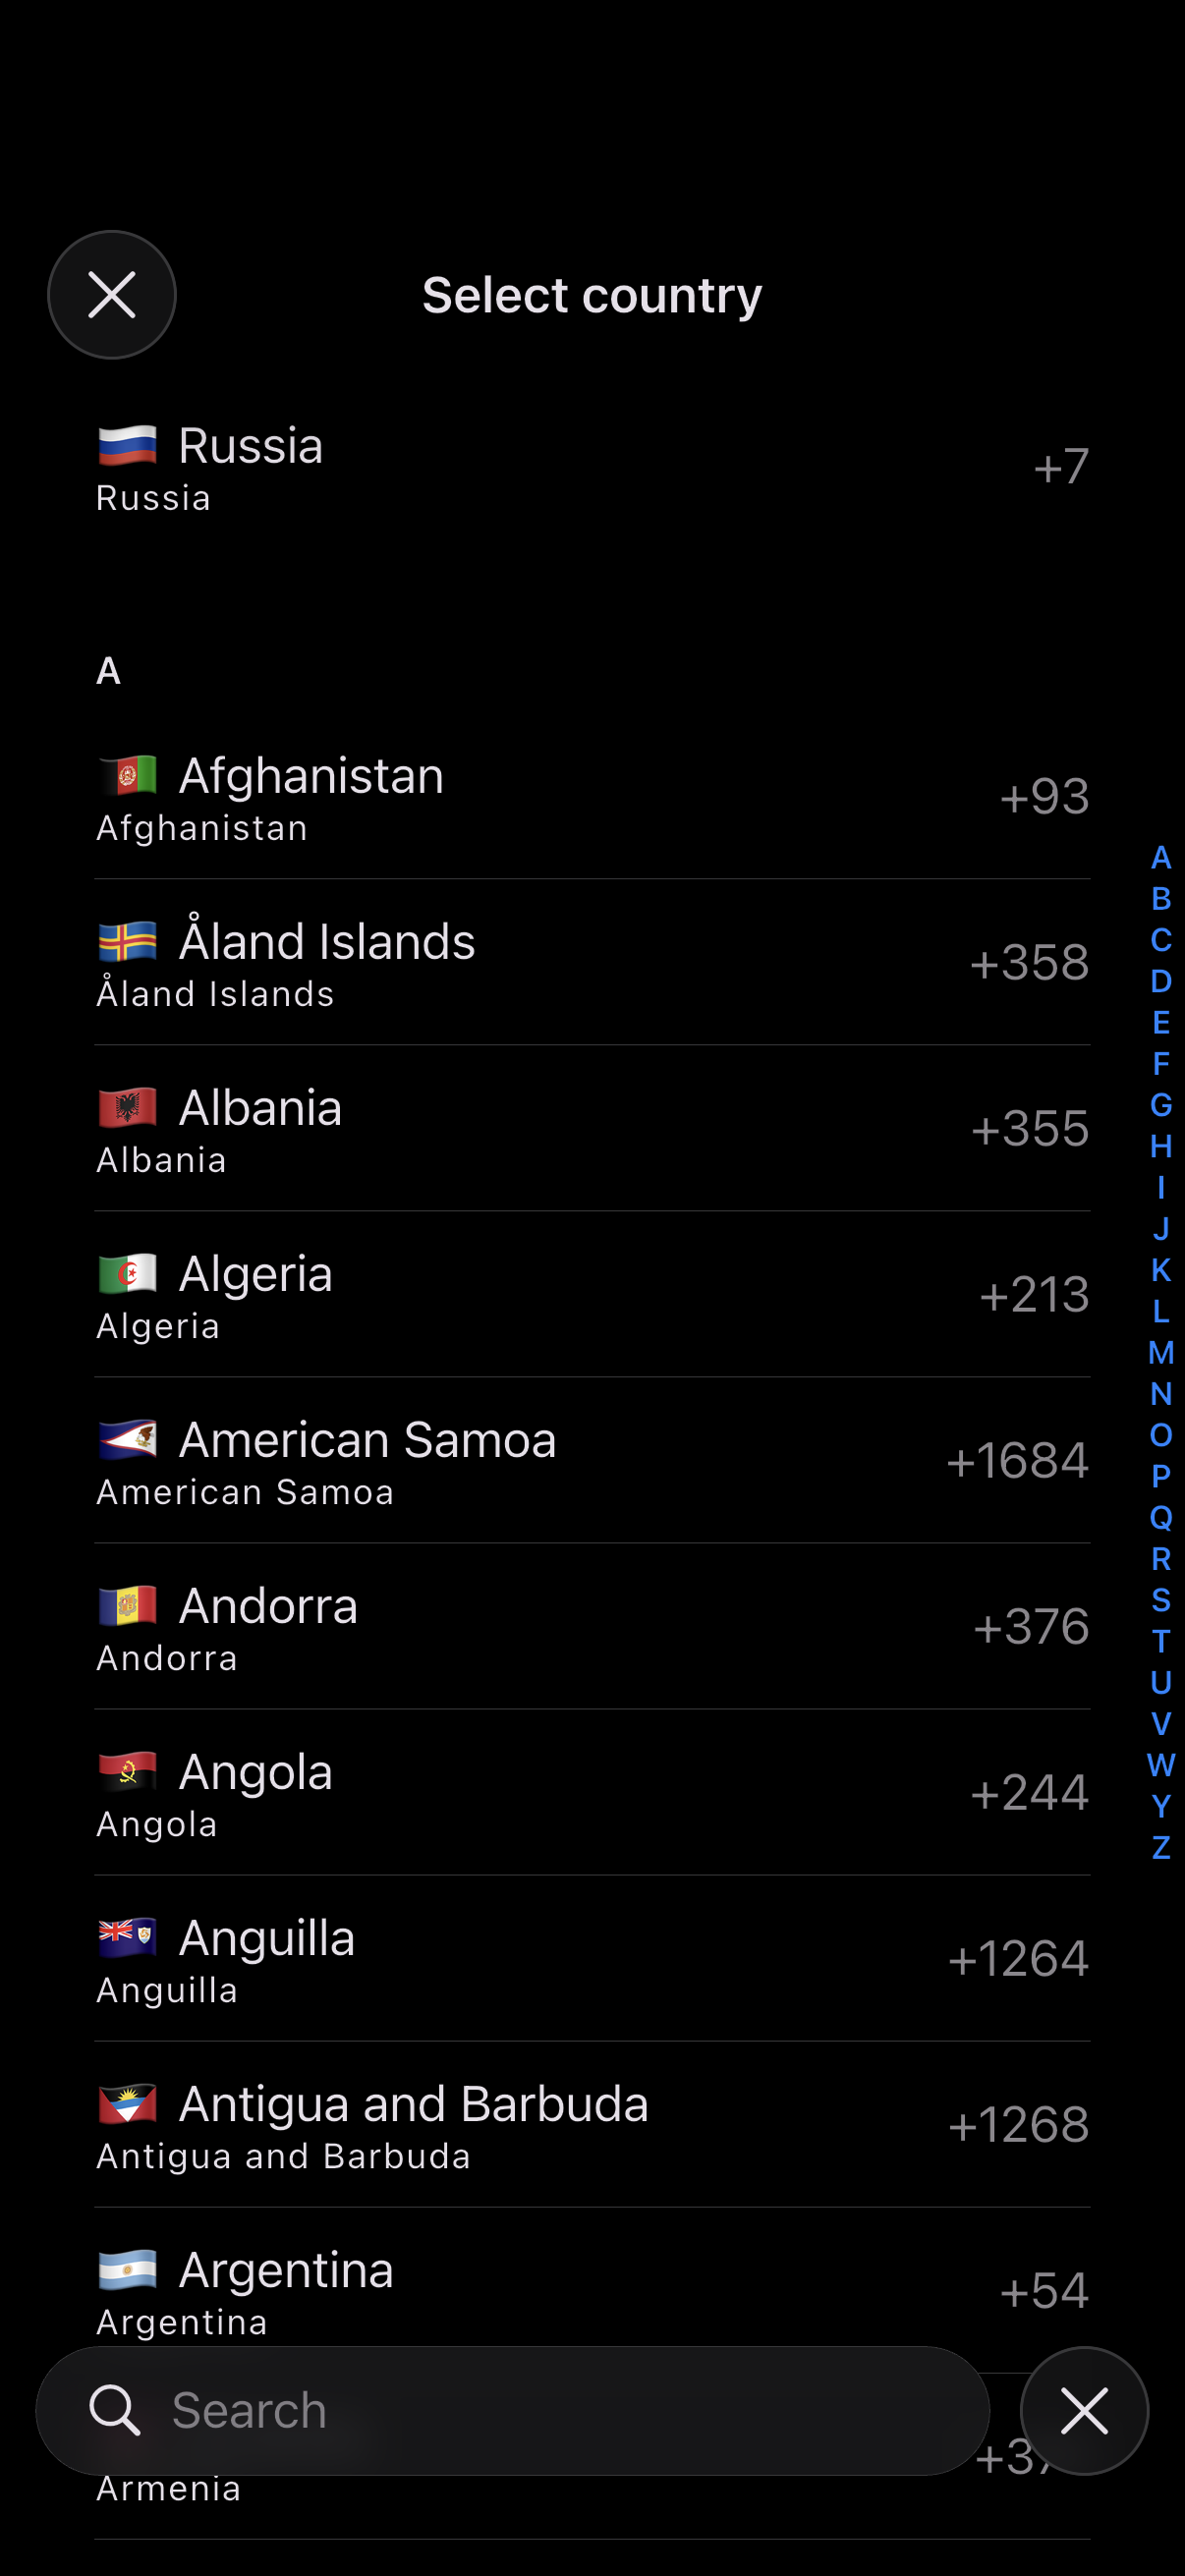 Select country
Russia
+7
Russia
A
Afghanistan
+93
Afghanistan
Åland Islands
+358
Åland Islands
Albania
+355
Albania
Algeria
+213
Algeria
American Samoa
+1684
American Samoa
Andorra
+376
Andorra
Angola
+244
Angola
Anguilla
+1264
Anguilla
Antigua and Barbuda
+1268
Antigua and Barbuda
Argentina
+54
Argentina
Search
Armenia
A
B
C
D
E
F
G
H
I
J
K
L
M
N
O
P
Q
R
S
T
U
V
W
Y
Z